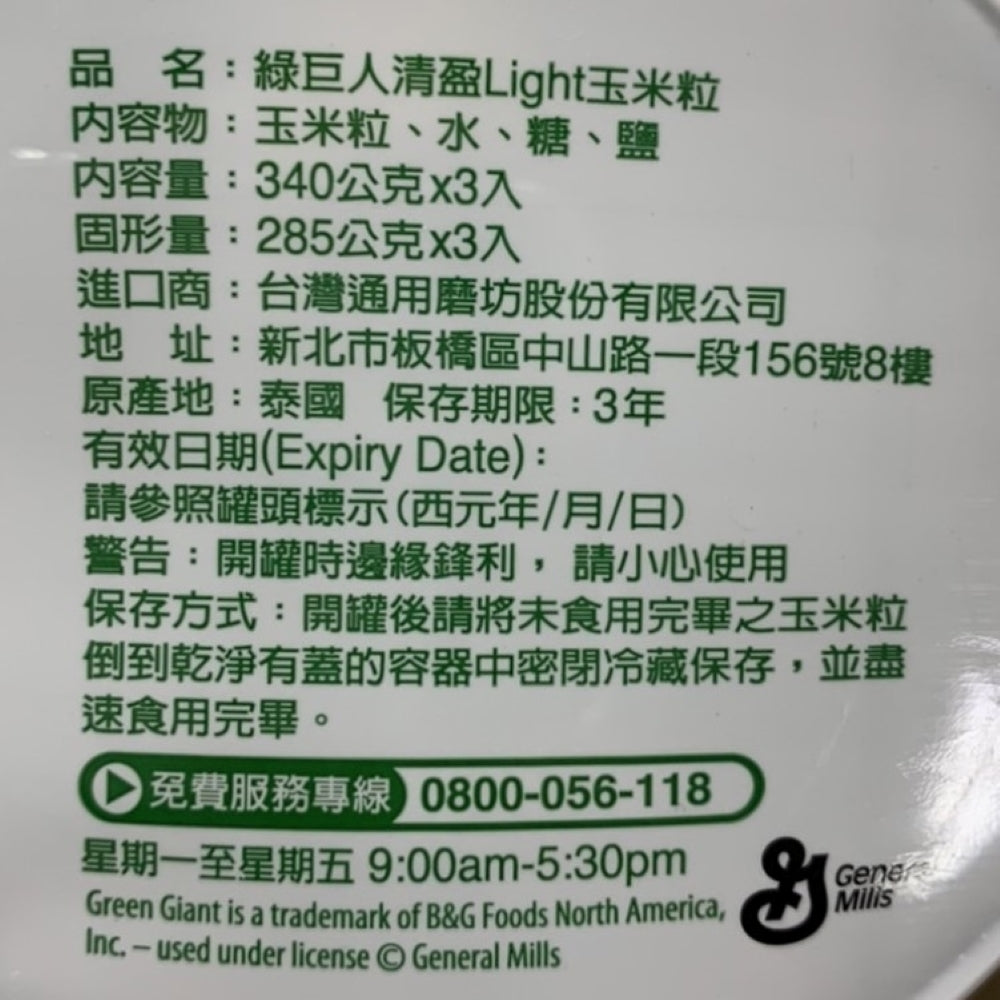 品　名：綠巨人清盈Light玉米粒
內容物：玉米粒、水、糖、鹽
內容量：340公克x3入
固形量：285公克x3入
進口商：台灣通用磨坊股份有限公司
地　址：新北市板橋區中山路一段156號8樓
原產地：泰國　保存期限：3年
有效日期(Expiry Date)：
請參照罐頭標示(西元年/月/日)
警告：開罐時邊緣鋒利，請小心使用
保存方式：開罐後請將未食用完畢之玉米粒
倒到乾淨有蓋的容器中密閉冷藏保存，並盡
速食用完畢。
免費服務專線 0800-056-118
星期一至星期五 9:00am-5:30pm
Green Giant is a trademark of B&G Foods North America,
Inc. – used under license © General Mills
General
Mills